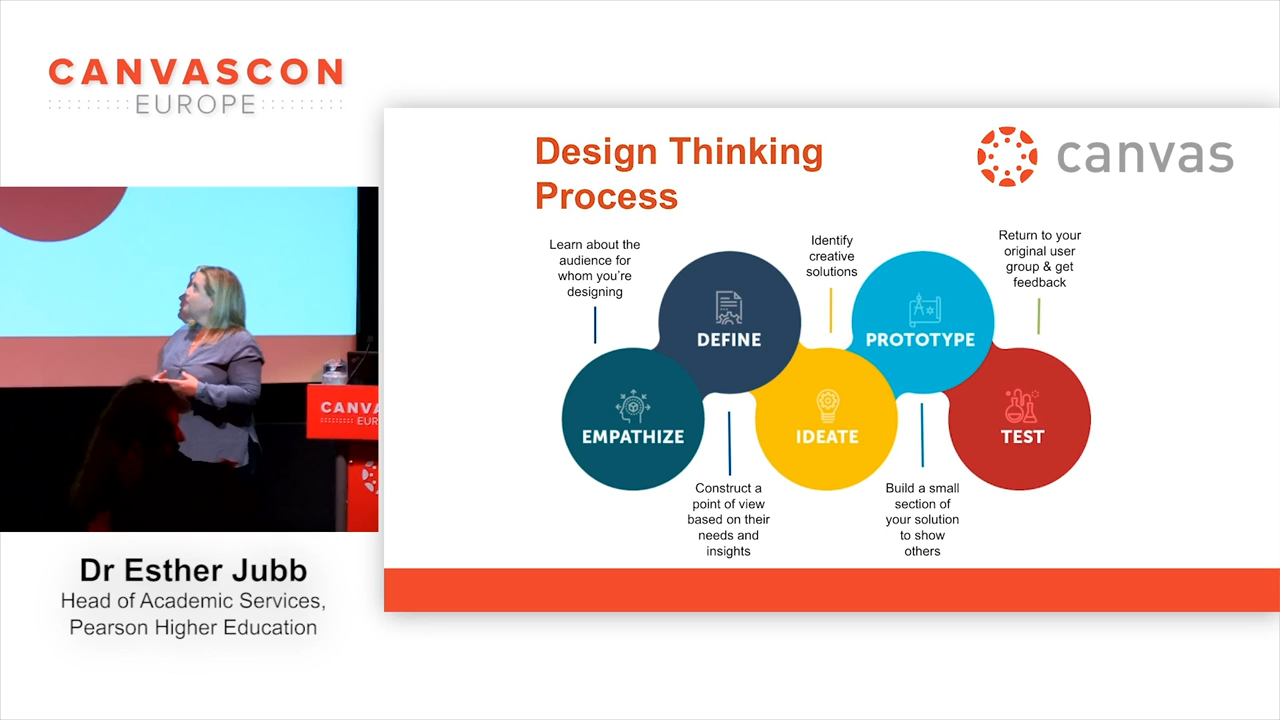 CANVASCON
EUROPE
Design Thinking
Process
canvas
Learn about the
audience for
whom you're
designing
Identify
creative
solutions
Return to your
original user
group & get
feedback
DEFINE
PROTOTYPE
EMPATHIZE
IDEATE
TEST
Construct a
point of view
based on their
needs and
insights
Build a small
section of
your solution
to show
others
CANVA
EUR
Dr Esther Jubb
Head of Academic Services,
Pearson Higher Education